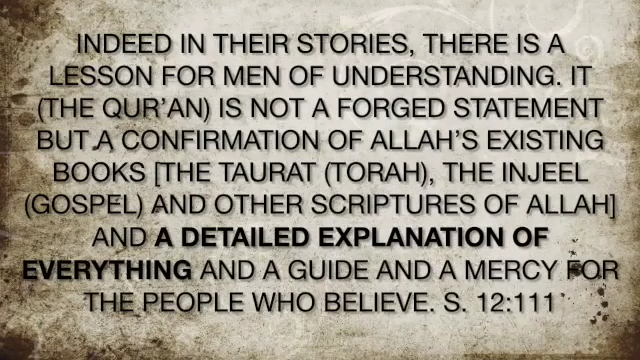 INDEED IN THEIR STORIES, THERE IS A
LESSON FOR MEN OF UNDERSTANDING. IT
(THE QUR'AN) IS NOT A FORGED STATEMENT
BUT A CONFIRMATION OF ALLAH'S EXISTING
BOOKS [THE TAURAT (TORAH), THE INJEEL
(GOSPEL) AND OTHER SCRIPTURES OF ALLAH]
AND A DETAILED EXPLANATION OF
EVERYTHING AND A GUIDE AND A MERCY FOR
THE PEOPLE WHO BELIEVE. S. 12:111